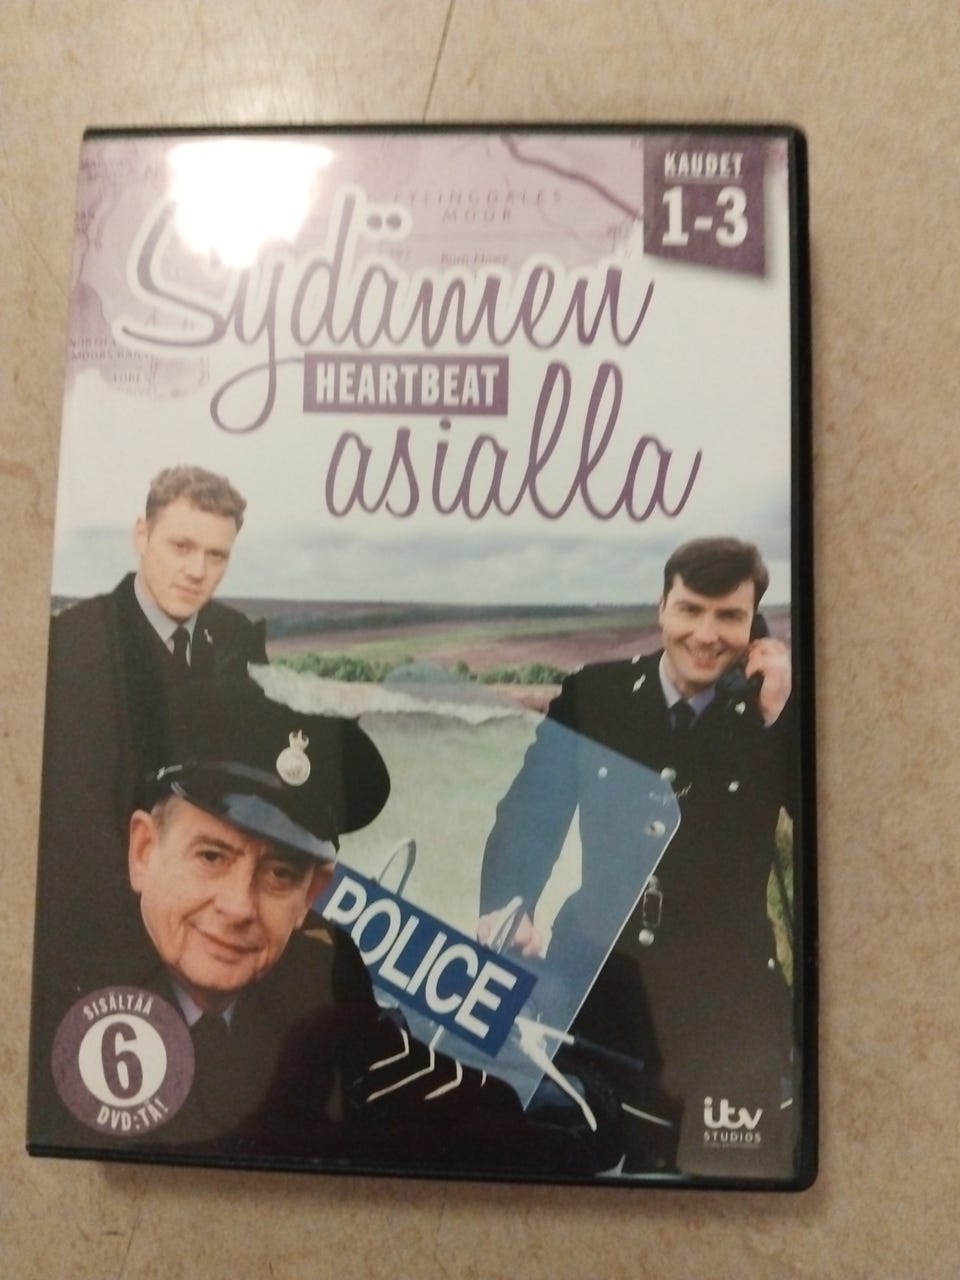 KAUDET
1-3
FYLINGDALES
MOOR
Sydämen
HEARTBEAT
asialla
POLICE
SISÄLTÄÄ
6
DVD:TÄ!
itv
STUDIOS